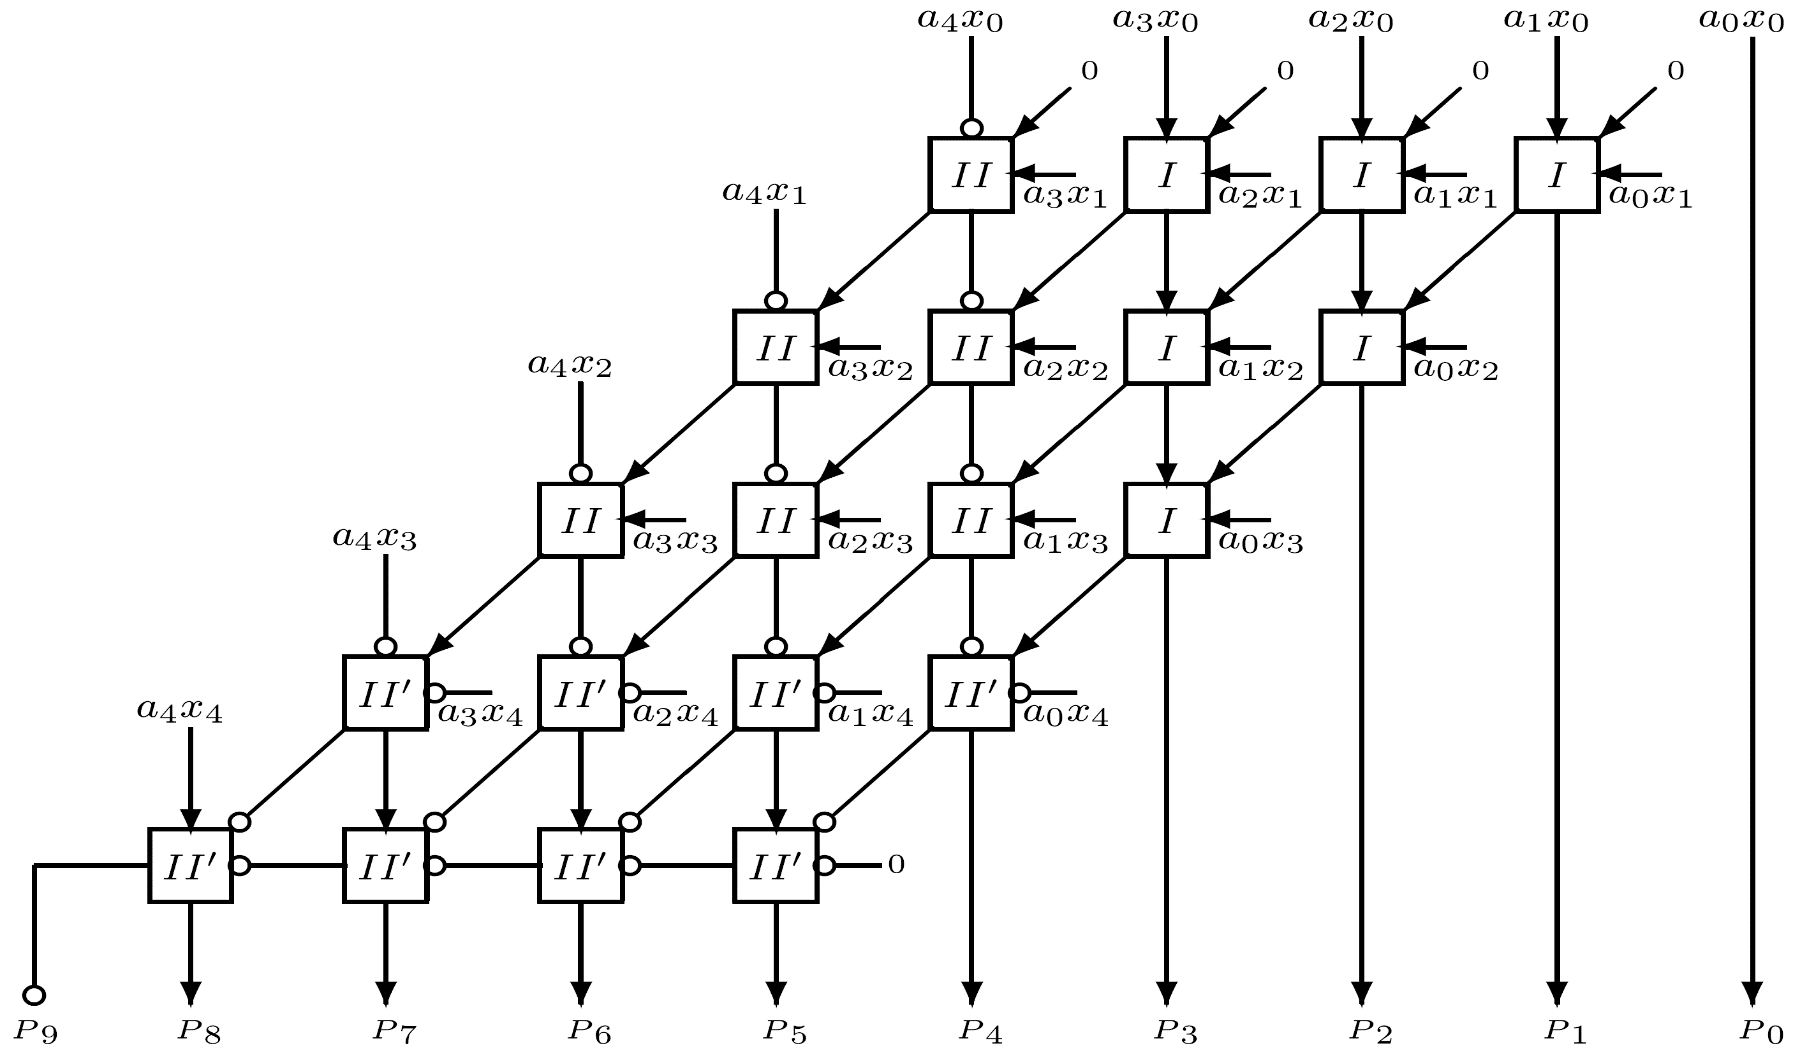 a₄x₀ a₃x₀ a₂x₀ a₁x₀ a₀x₀
0 0 0 0
II I I I
a₄x₁ a₃x₁ a₂x₁ a₁x₁ a₀x₁
II II I I
a₄x₂ a₃x₂ a₂x₂ a₁x₂ a₀x₂
II II II I
a₄x₃ a₃x₃ a₂x₃ a₁x₃ a₀x₃
II′ II′ II′ II′
a₄x₄ a₃x₄ a₂x₄ a₁x₄ a₀x₄
II′ II′ II′ II′ 0
P₉ P₈ P₇ P₆ P₅ P₄ P₃ P₂ P₁ P₀